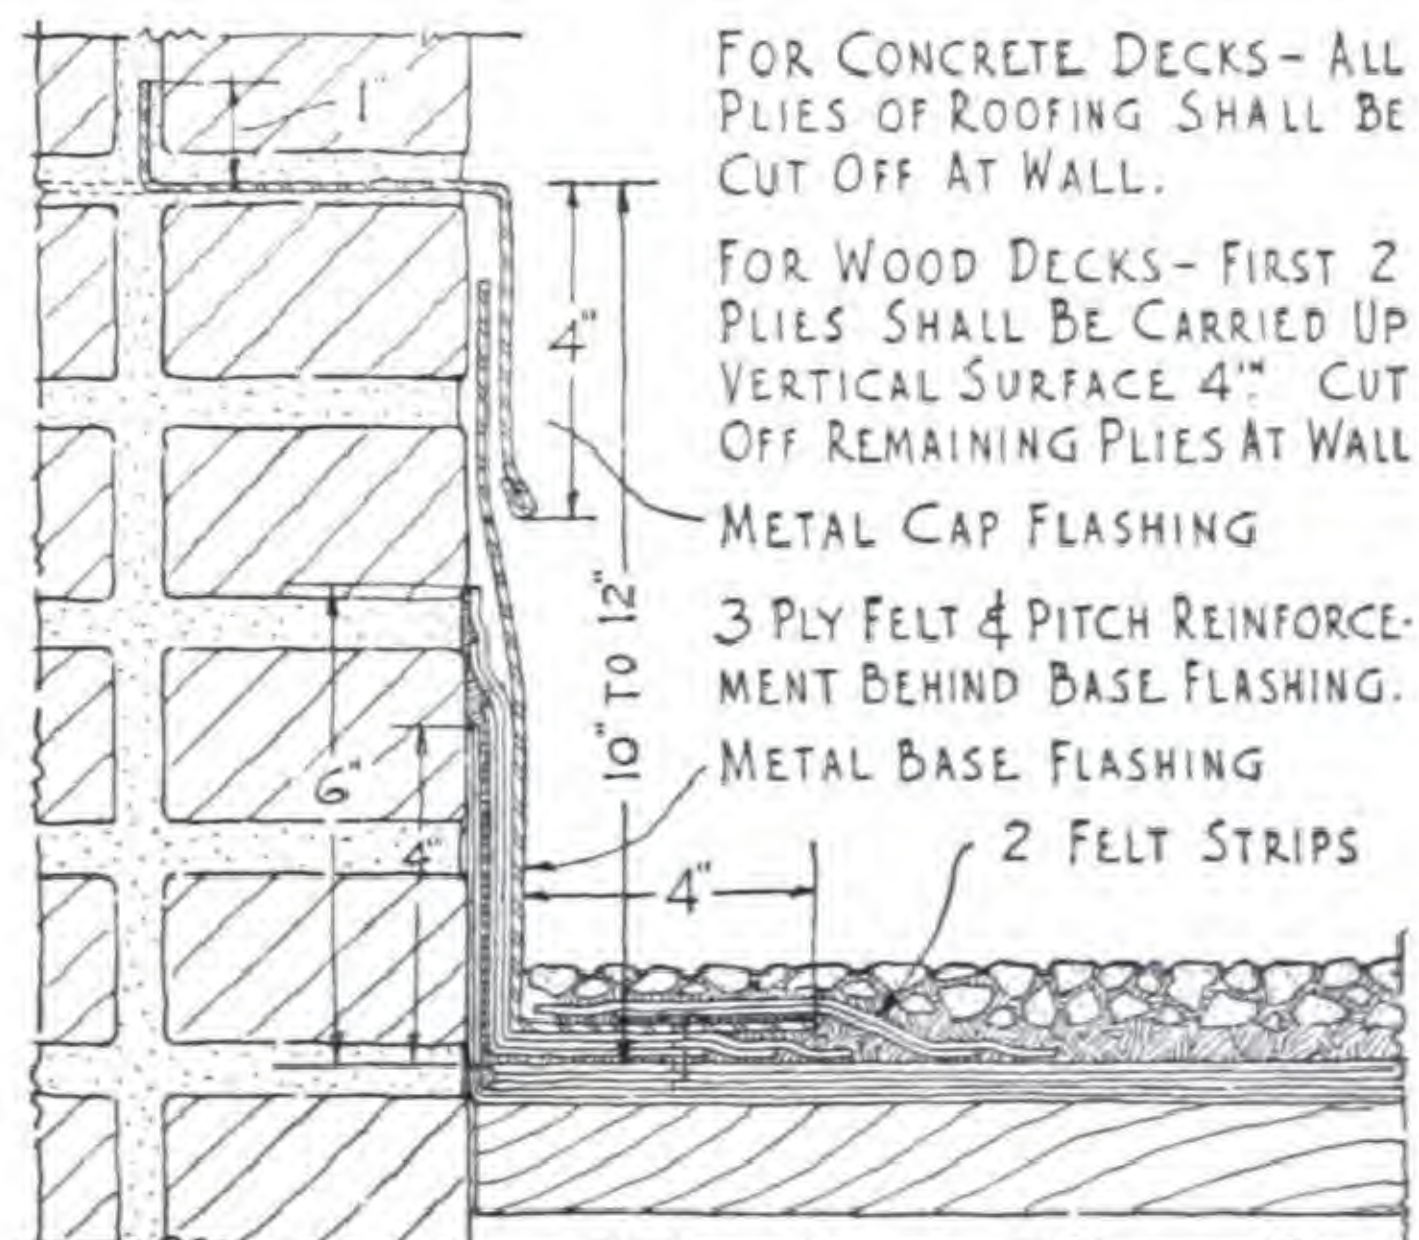 FOR CONCRETE DECKS - ALL
PLIES OF ROOFING SHALL BE
CUT OFF AT WALL.
FOR WOOD DECKS - FIRST 2
PLIES SHALL BE CARRIED UP
VERTICAL SURFACE 4". CUT
OFF REMAINING PLIES AT WALL
METAL CAP FLASHING
3 PLY FELT & PITCH REINFORCE-
MENT BEHIND BASE FLASHING.
METAL BASE FLASHING
2 FELT STRIPS
1"
4"
10" TO 12"
6"
4"
4"